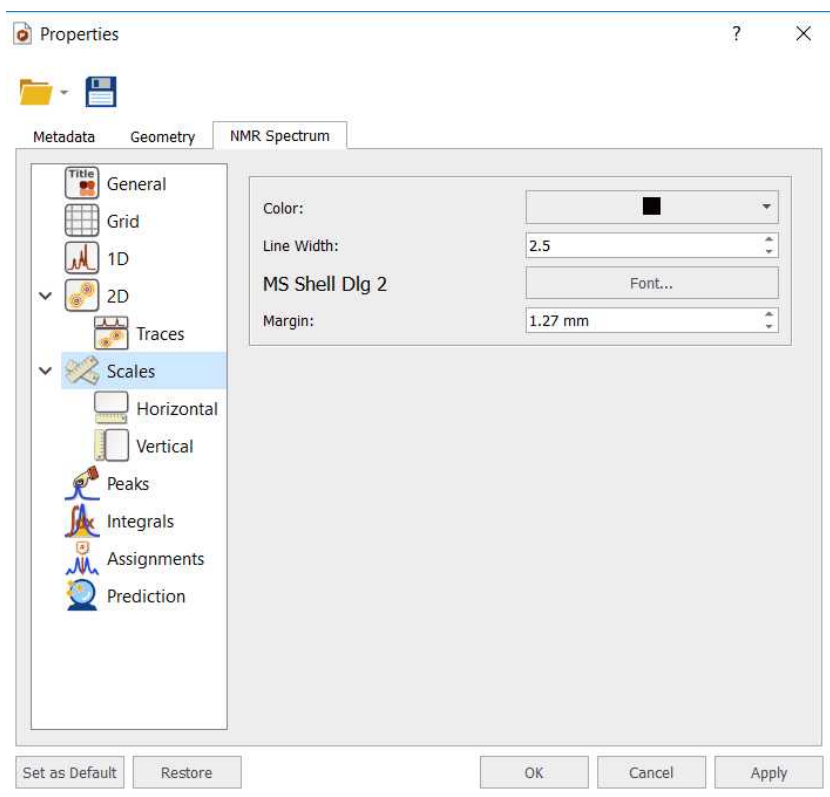 Properties
?
Metadata Geometry NMR Spectrum
Title
General
Grid
1D
2D
Traces
Scales
Horizontal
Vertical
Peaks
Integrals
Assignments
Prediction
Color:
Line Width: 2.5
MS Shell Dlg 2 Font...
Margin: 1.27 mm
Set as Default Restore OK Cancel Apply